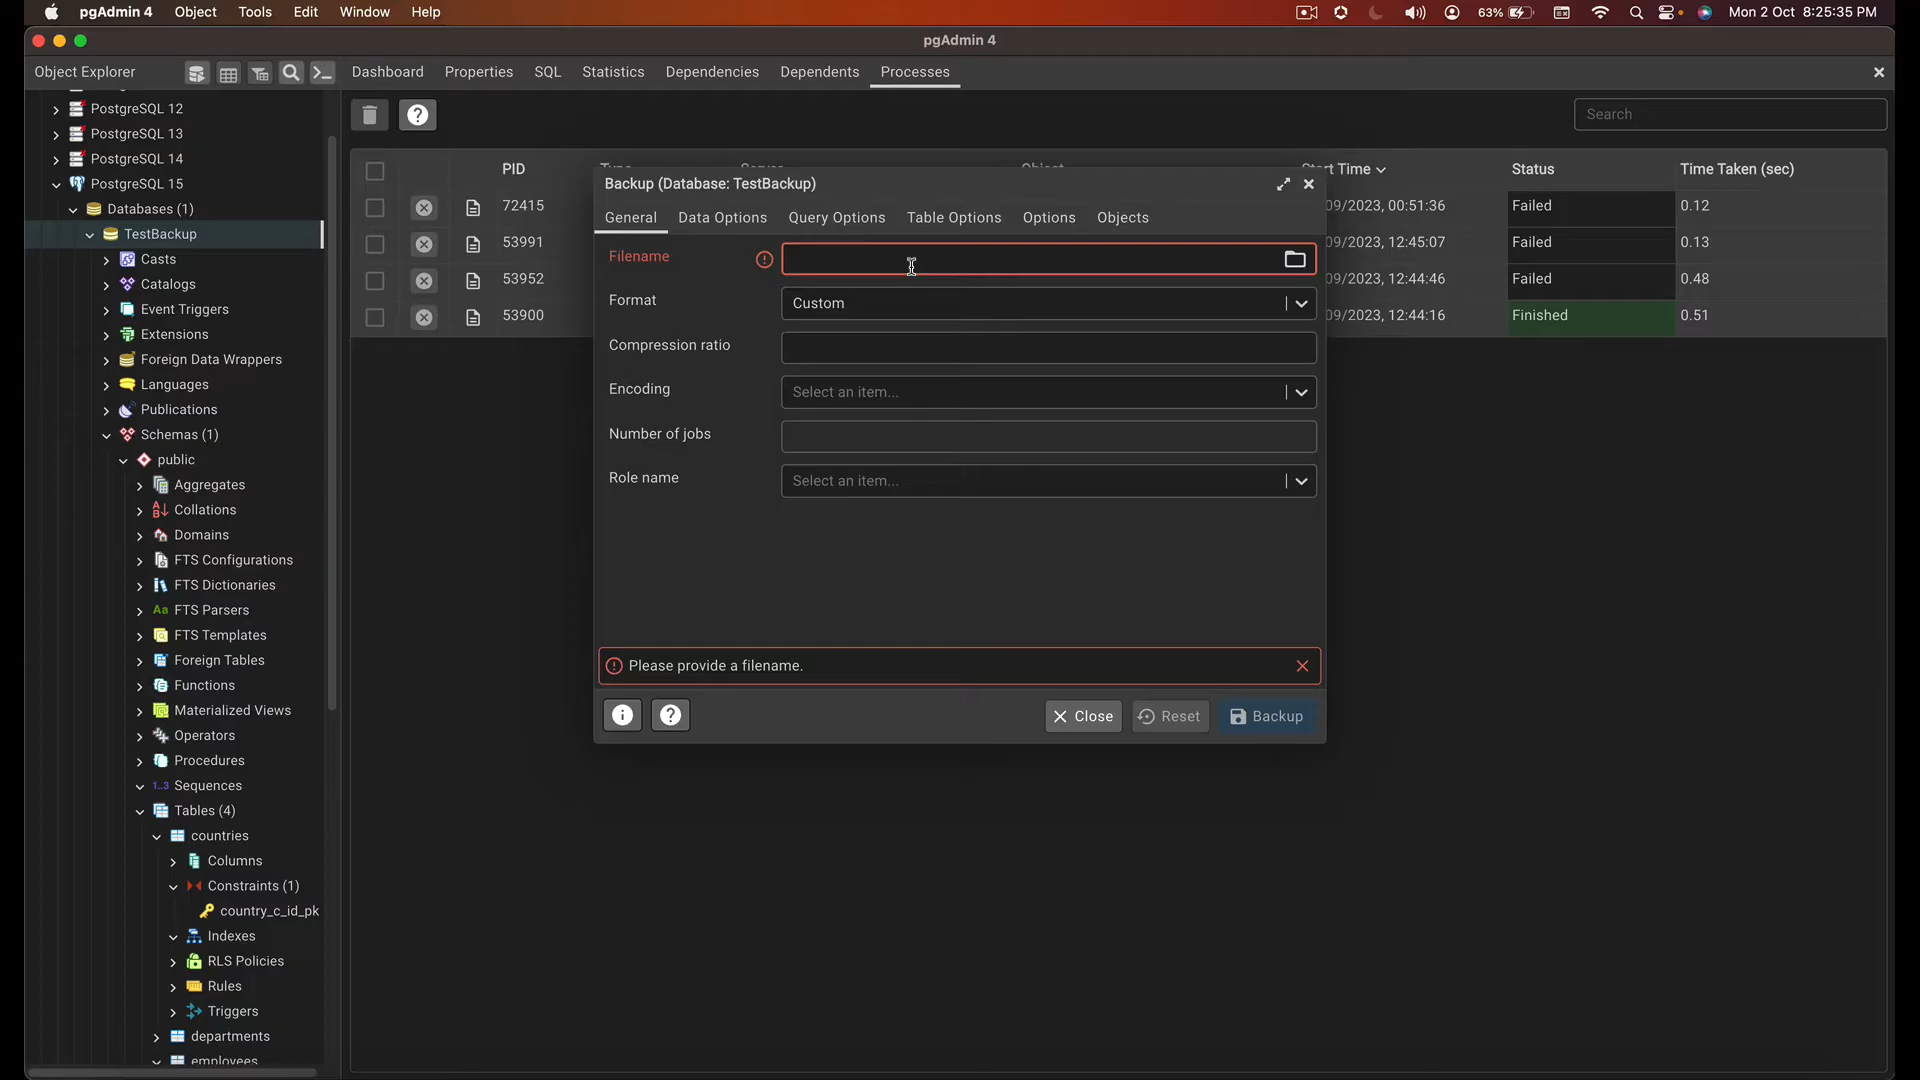 pgAdmin 4 Object Tools Edit Window Help 63% Mon 2 Oct 8:25:35 PM
pgAdmin 4
Object Explorer
Dashboard Properties SQL Statistics Dependencies Dependents Processes
PostgreSQL 12
PostgreSQL 13
PostgreSQL 14
PostgreSQL 15
Databases (1)
TestBackup
Casts
Catalogs
Event Triggers
Extensions
Foreign Data Wrappers
Languages
Publications
Schemas (1)
public
Aggregates
Collations
Domains
FTS Configurations
FTS Dictionaries
FTS Parsers
Aa
FTS Templates
Foreign Tables
Functions
Materialized Views
Operators
Procedures
1..3 Sequences
Tables (4)
countries
Columns
Constraints (1)
country_c_id_pk
Indexes
RLS Policies
Rules
Triggers
departments
employees
Search
PID Start Time Status Time Taken (sec)
72415 09/2023, 00:51:36 Failed 0.12
53991 09/2023, 12:45:07 Failed 0.13
53952 09/2023, 12:44:46 Failed 0.48
53900 09/2023, 12:44:16 Finished 0.51
Backup (Database: TestBackup)
General Data Options Query Options Table Options Options Objects
Filename
Format Custom
Compression ratio
Encoding Select an item...
Number of jobs
Role name Select an item...
Please provide a filename.
Close Reset Backup